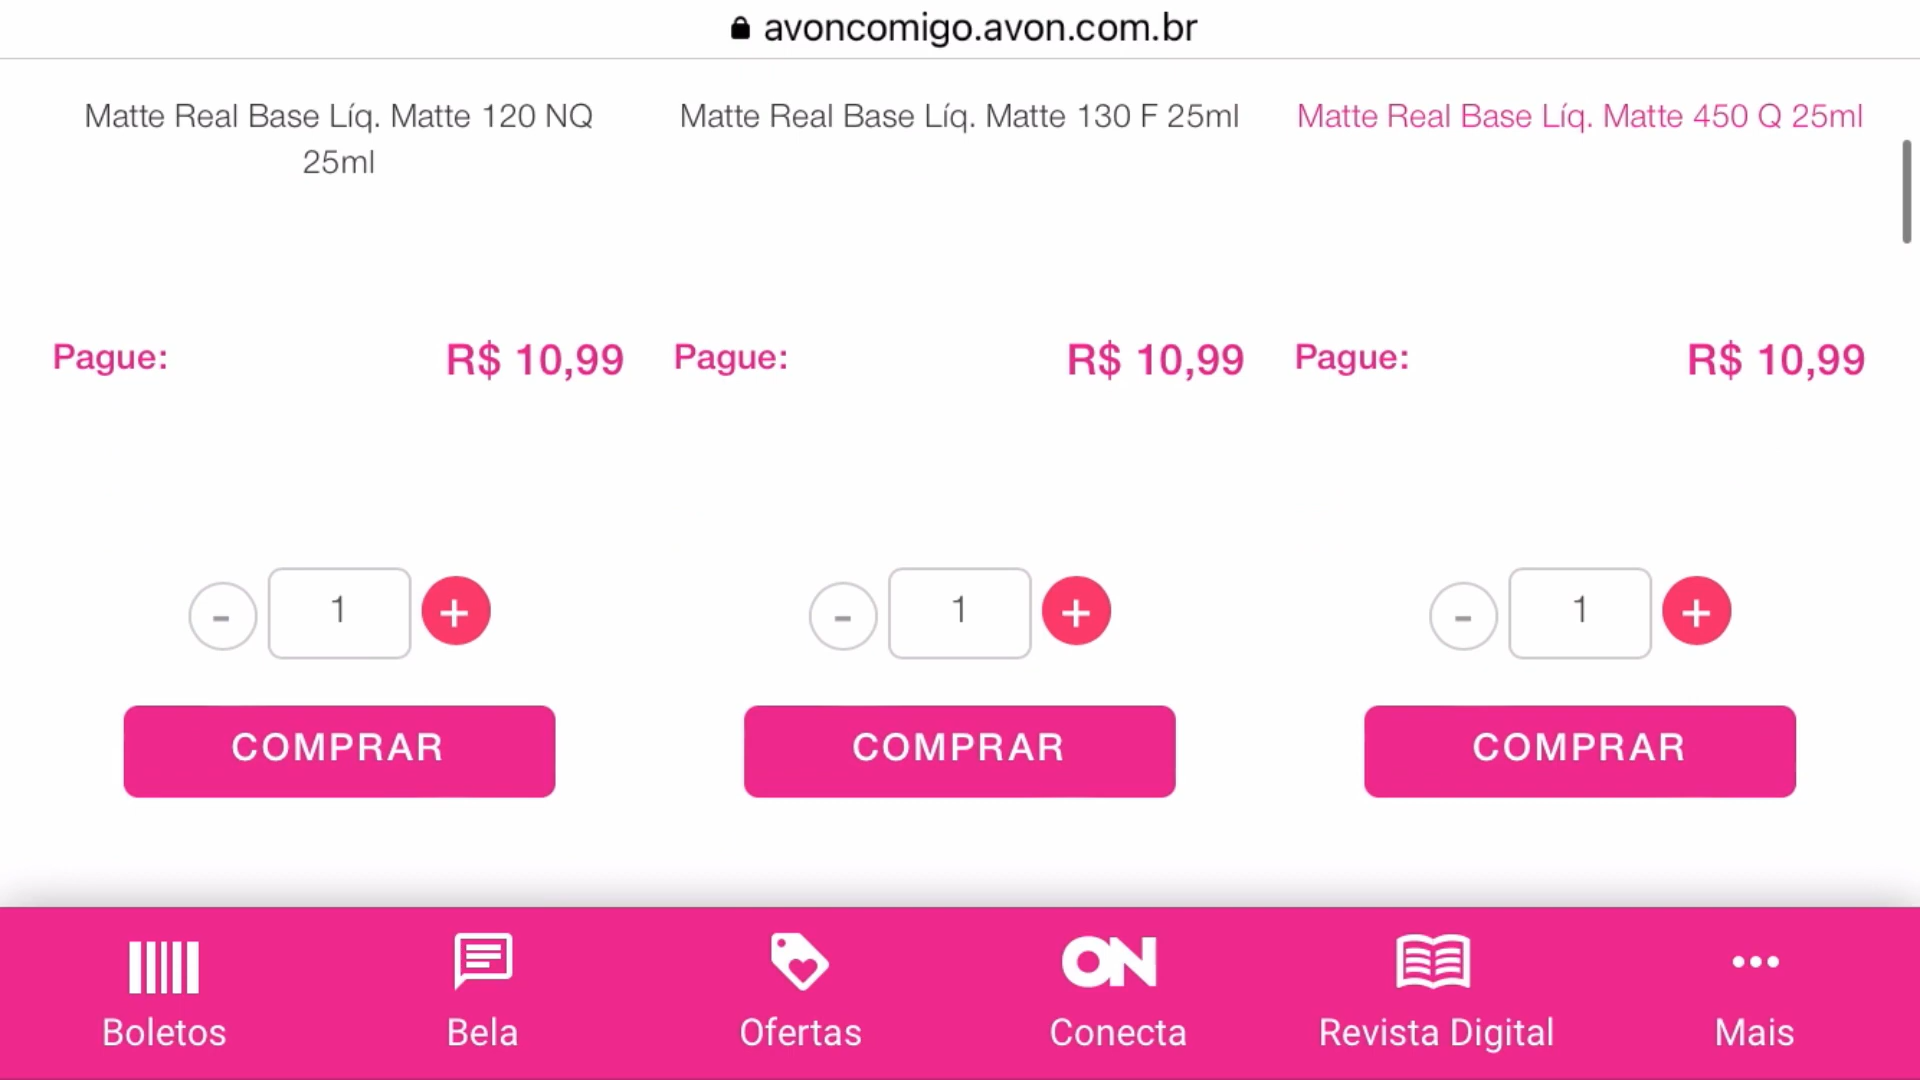 avoncomigo.avon.com.br
Matte Real Base Líq. Matte 120 NQ
25ml
Matte Real Base Líq. Matte 130 F 25ml
Matte Real Base Líq. Matte 450 Q 25ml
Pague: R$ 10,99
Pague: R$ 10,99
Pague: R$ 10,99
- 1 +
- 1 +
- 1 +
COMPRAR
COMPRAR
COMPRAR
Boletos
Bela
Ofertas
ON
Conecta
Revista Digital
Mais